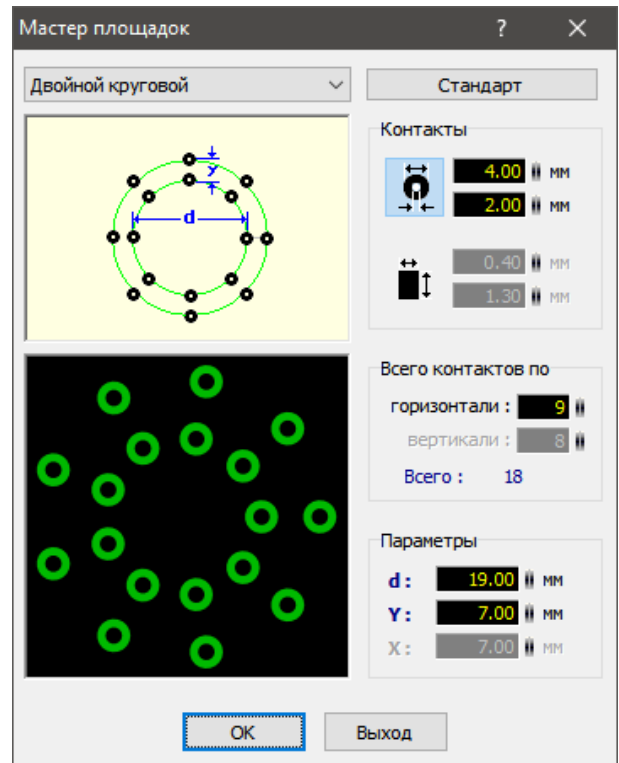 Мастер площадок ? ×
Двойной круговой
Стандарт
Y
d
Контакты
4.00 мм
2.00 мм
0.40 мм
1.30 мм
Всего контактов по
горизонтали : 9
вертикали : 8
Всего : 18
Параметры
d : 19.00 мм
Y : 7.00 мм
X : 7.00 мм
OK
Выход